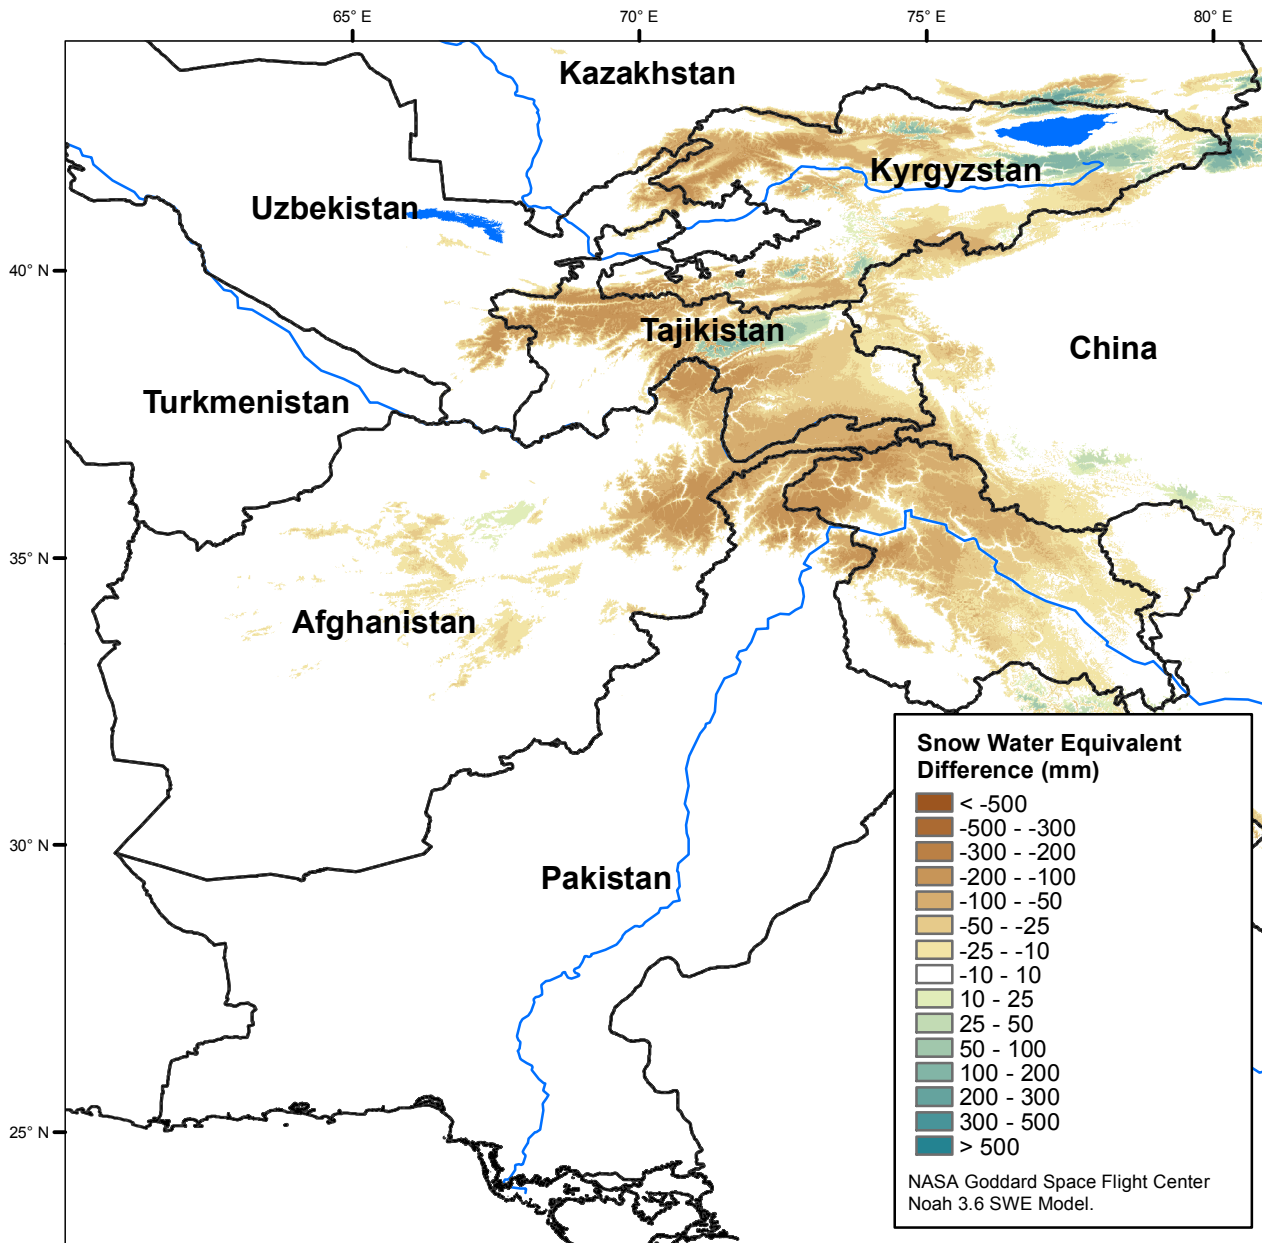 65° E
70° E
75° E
80° E
Kazakhstan
Kyrgyzstan
Uzbekistan
40° N
Tajikistan
China
Turkmenistan
35° N
Afghanistan
Snow Water Equivalent
Difference (mm)
< -500
-500 - -300
-300 - -200
-200 - -100
-100 - -50
-50 - -25
-25 - -10
-10 - 10
10 - 25
25 - 50
50 - 100
100 - 200
200 - 300
300 - 500
> 500
NASA Goddard Space Flight Center
Noah 3.6 SWE Model.
30° N
Pakistan
25° N